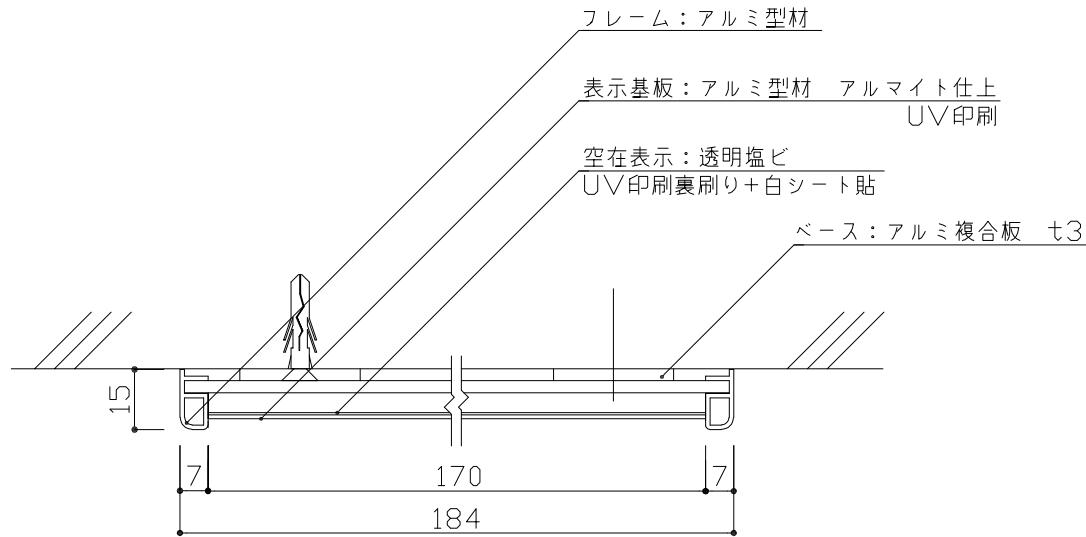 フレーム：アルミ型材
表示基板：アルミ型材　アルマイト仕上
UV印刷
空在表示：透明塩ビ
UV印刷裏刷り+白シート貼
ベース：アルミ複合板　t3
15
7
170
7
184